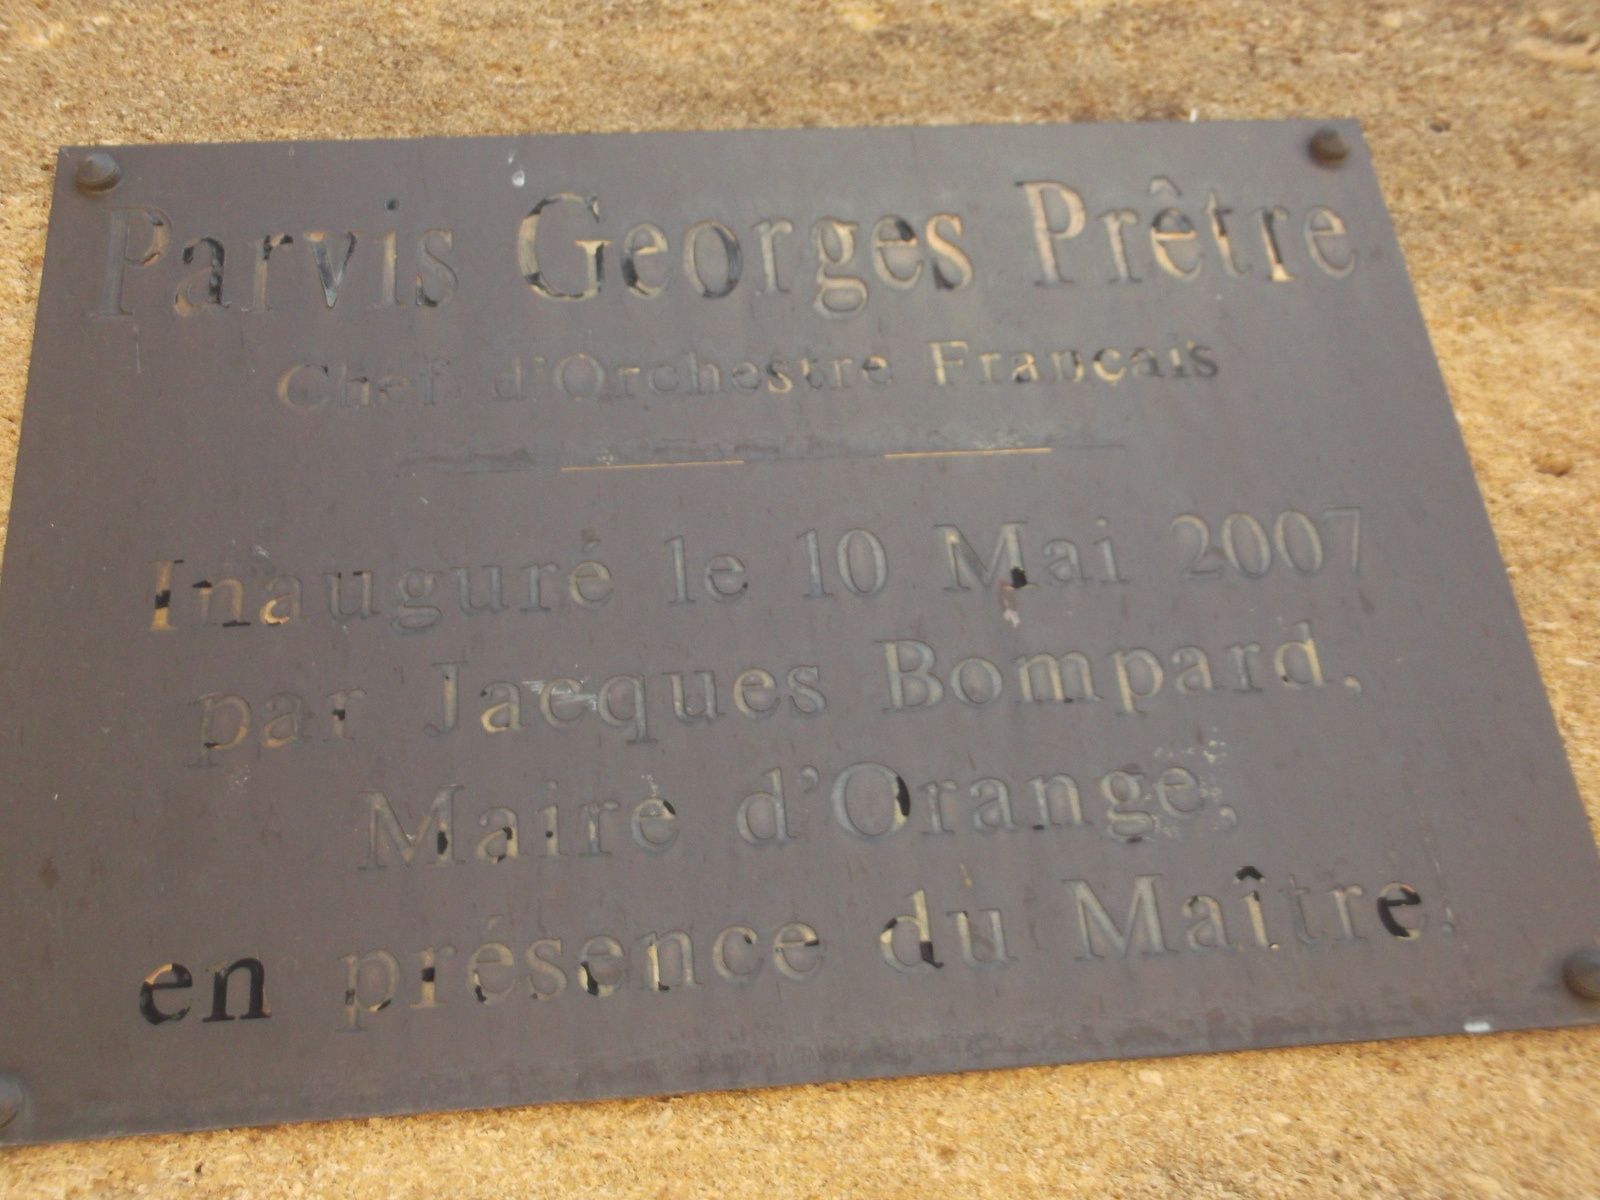 Parvis Georges Prêtre
Chef d'Orchestre Français
Inauguré le 10 Mai 2007
par Jacques Bompard,
Maire d'Orange,
en présence du Maître.